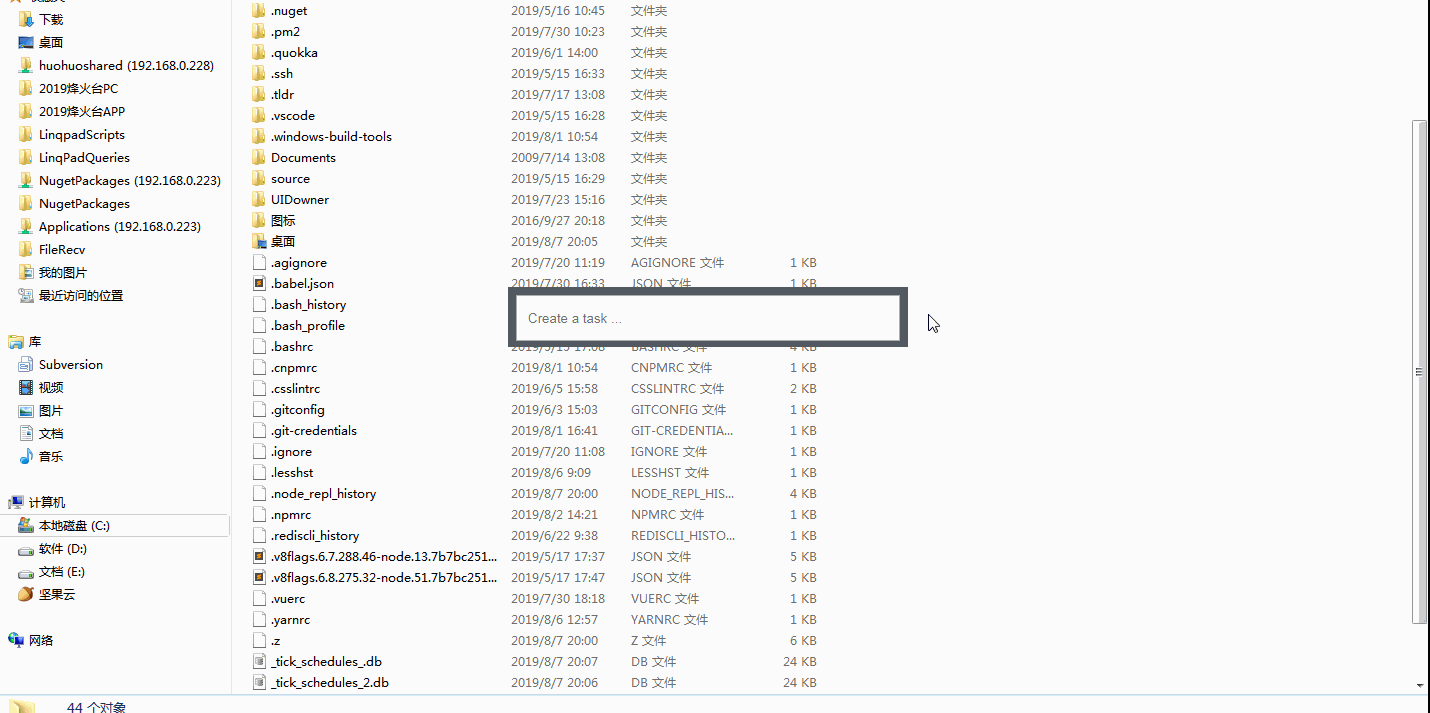 下载
桌面
huohuoshared (192.168.0.228)
2019烽火台PC
2019烽火台APP
LinqpadScripts
LinqPadQueries
NugetPackages (192.168.0.223)
NugetPackages
Applications (192.168.0.223)
FileRecv
我的图片
最近访问的位置
库
Subversion
视频
图片
文档
音乐
计算机
本地磁盘 (C:)
软件 (D:)
文档 (E:)
坚果云
网络
.nuget 2019/5/16 10:45 文件夹
.pm2 2019/7/30 10:23 文件夹
.quokka 2019/6/1 14:00 文件夹
.ssh 2019/5/15 16:33 文件夹
.tldr 2019/7/17 13:08 文件夹
.vscode 2019/5/15 16:28 文件夹
.windows-build-tools 2019/8/1 10:54 文件夹
Documents 2009/7/14 13:08 文件夹
source 2019/5/15 16:29 文件夹
UIDowner 2019/7/23 15:16 文件夹
图标 2016/9/27 20:18 文件夹
桌面 2019/8/7 20:05 文件夹
.agignore 2019/7/20 11:19 AGIGNORE 文件 1 KB
.babel.json 2019/7/30 16:33 JSON 文件 1 KB
.bash_history
Create a task ...
.bash_profile
.bashrc 2019/5/15 17:08 BASHRC 文件 4 KB
.cnpmrc 2019/8/1 10:54 CNPMRC 文件 1 KB
.csslintrc 2019/6/5 15:58 CSSLINTRC 文件 2 KB
.gitconfig 2019/6/3 15:03 GITCONFIG 文件 1 KB
.git-credentials 2019/8/1 16:41 GIT-CREDENTIA... 1 KB
.ignore 2019/7/20 11:08 IGNORE 文件 1 KB
.lesshst 2019/8/6 9:09 LESSHST 文件 1 KB
.node_repl_history 2019/8/7 20:00 NODE_REPL_HIS... 4 KB
.npmrc 2019/8/2 14:21 NPMRC 文件 1 KB
.rediscli_history 2019/6/22 9:38 REDISCLI_HISTO... 1 KB
.v8flags.6.7.288.46-node.13.7b7bc251... 2019/5/17 17:37 JSON 文件 5 KB
.v8flags.6.8.275.32-node.51.7b7bc251... 2019/5/17 17:47 JSON 文件 5 KB
.vuerc 2019/7/30 18:18 VUERC 文件 1 KB
.yarnrc 2019/8/6 12:57 YARNRC 文件 1 KB
.z 2019/8/7 20:00 Z 文件 6 KB
_tick_schedules_.db 2019/8/7 20:07 DB 文件 24 KB
_tick_schedules_2.db 2019/8/7 20:06 DB 文件 24 KB
44 个对象